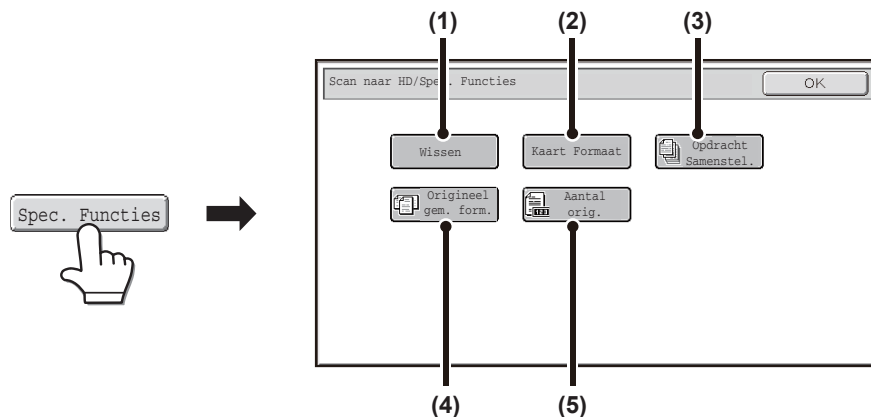 (1)
(2)
(3)
Scan naar HD/Spec. Functies
OK
Wissen
Kaart Formaat
Opdracht
Samenstel.
Spec. Functies
Origineel
gem. form.
Aantal
orig.
123
(4)
(5)